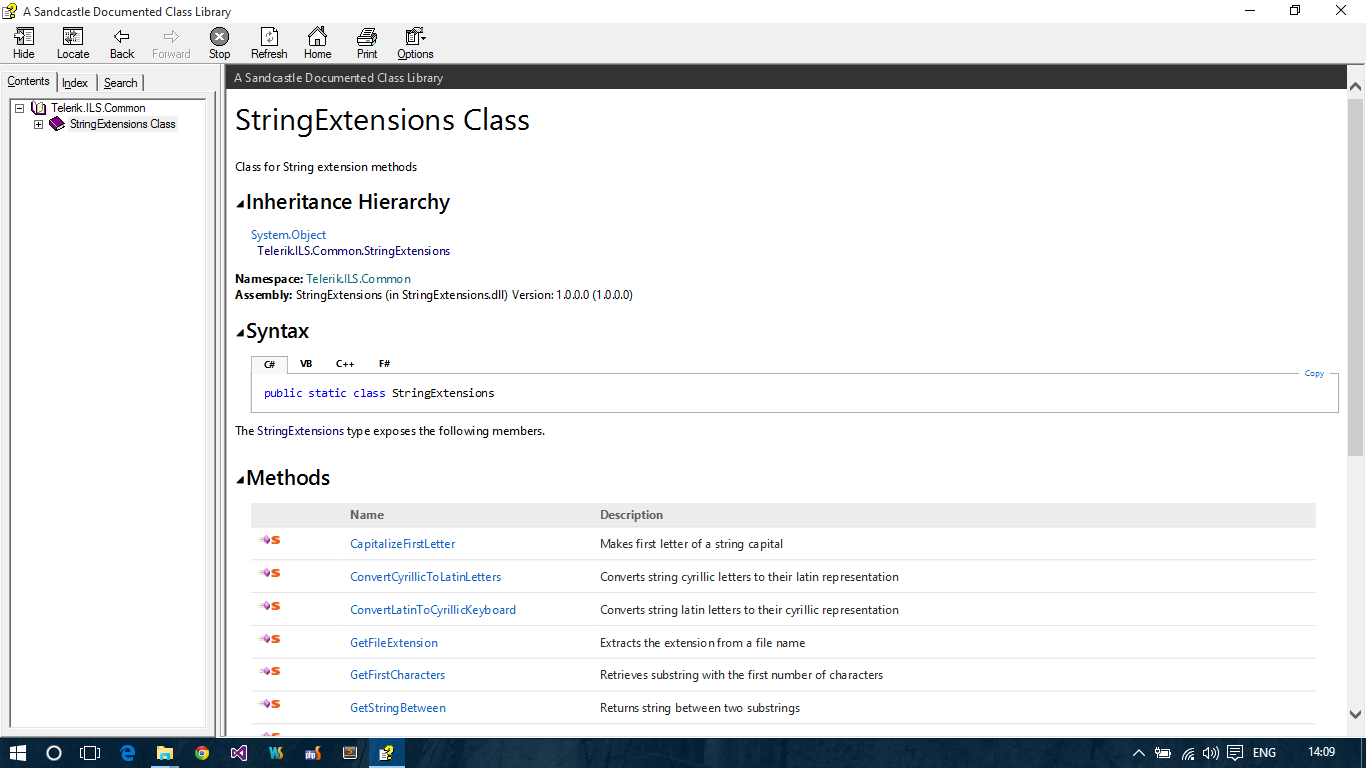 A Sandcastle Documented Class Library
Hide Locate Back Forward Stop Refresh Home Print Options
Contents Index Search
Telerik.ILS.Common
StringExtensions Class
A Sandcastle Documented Class Library
StringExtensions Class
Class for String extension methods
Inheritance Hierarchy
System.Object
Telerik.ILS.Common.StringExtensions
Namespace: Telerik.ILS.Common
Assembly: StringExtensions (in StringExtensions.dll) Version: 1.0.0.0 (1.0.0.0)
Syntax
C# VB C++ F#
Copy
public static class StringExtensions
The StringExtensions type exposes the following members.
Methods
Name Description
S CapitalizeFirstLetter Makes first letter of a string capital
S ConvertCyrillicToLatinLetters Converts string cyrillic letters to their latin representation
S ConvertLatinToCyrillicKeyboard Converts string latin letters to their cyrillic representation
S GetFileExtension Extracts the extension from a file name
S GetFirstCharacters Retrieves substring with the first number of characters
S GetStringBetween Returns string between two substrings
ENG 14:09